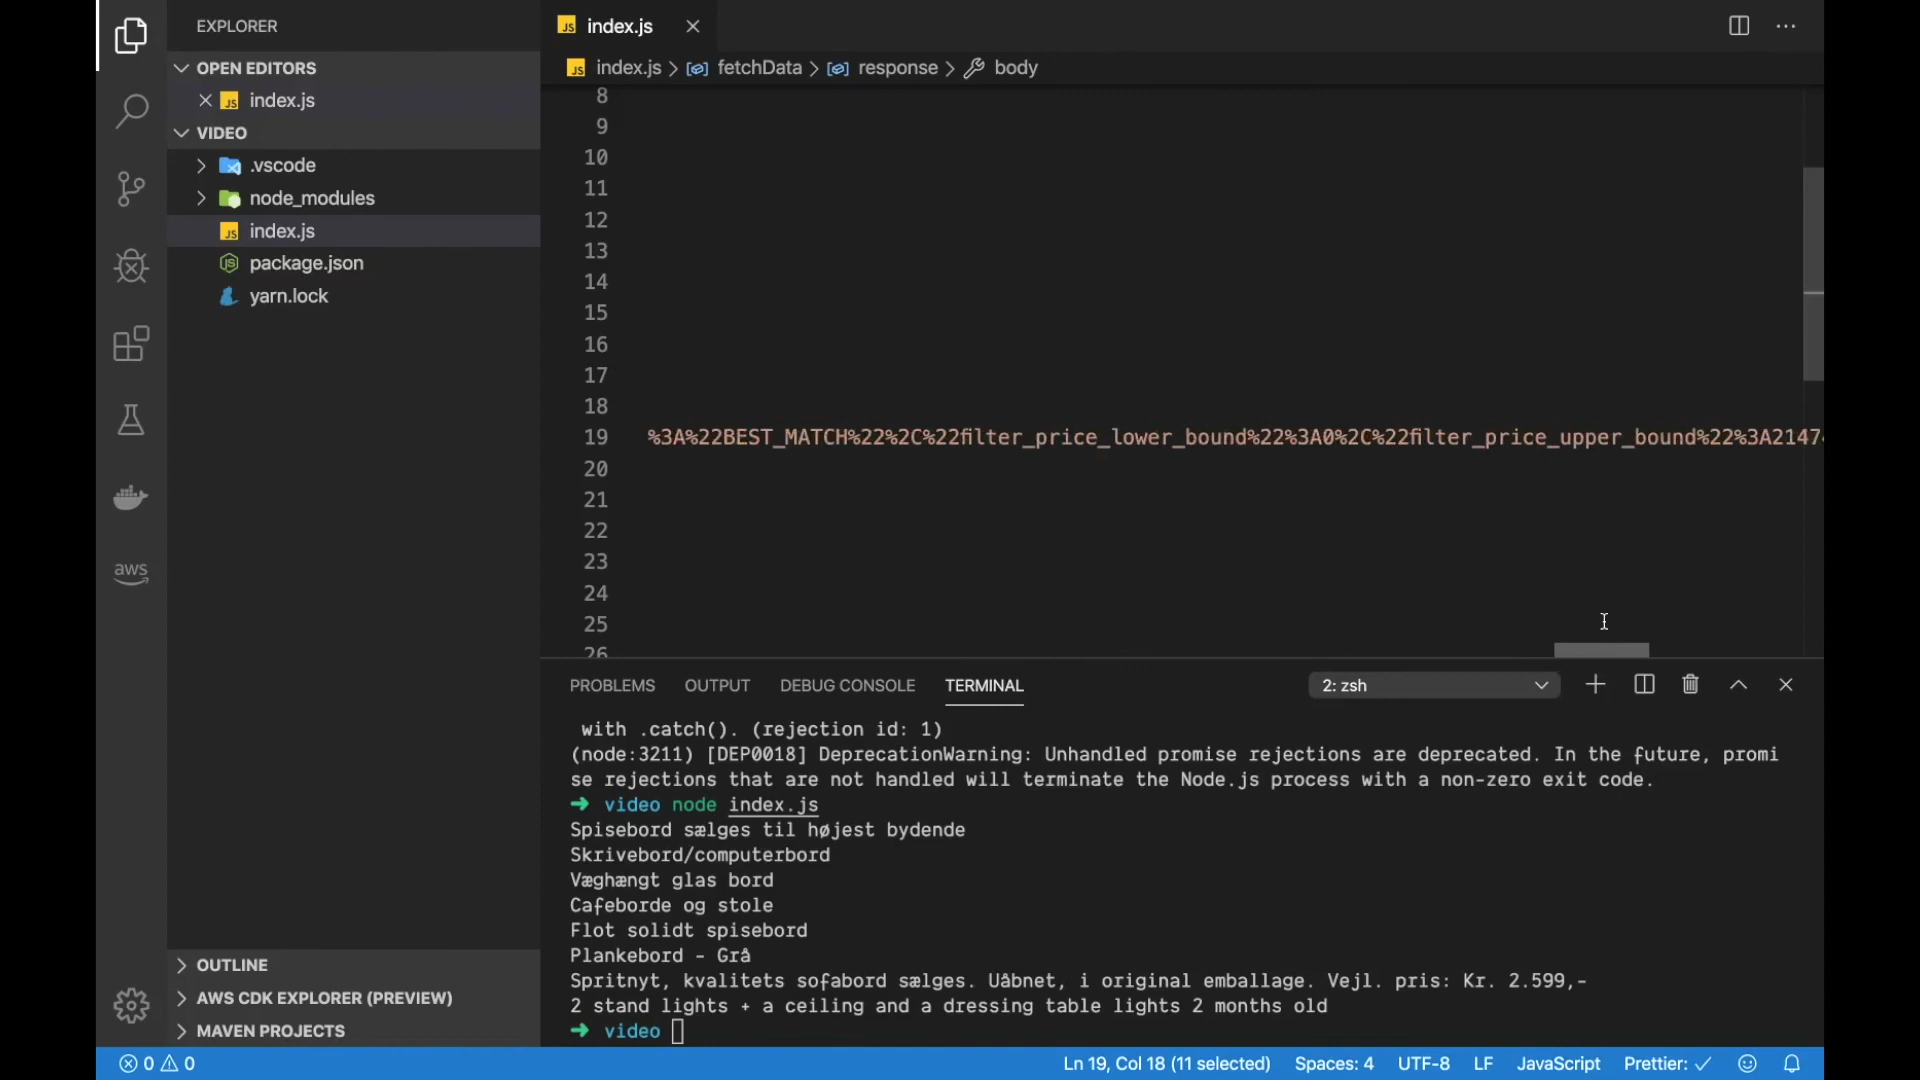 EXPLORER
OPEN EDITORS
index.js
VIDEO
.vscode
node_modules
index.js
package.json
yarn.lock
aws
OUTLINE
AWS CDK EXPLORER (PREVIEW)
MAVEN PROJECTS
index.js
index.js > fetchData > response > body
8
9
10
11
12
13
14
15
16
17
18
19 %3A%22BEST_MATCH%22%2C%22filter_price_lower_bound%22%3A0%2C%22filter_price_upper_bound%22%3A2147
20
21
22
23
24
25
26
PROBLEMS OUTPUT DEBUG CONSOLE TERMINAL 2: zsh
with .catch(). (rejection id: 1)
(node:3211) [DEP0018] DeprecationWarning: Unhandled promise rejections are deprecated. In the future, promi
se rejections that are not handled will terminate the Node.js process with a non-zero exit code.
➜ video node index.js
Spisebord sælges til højest bydende
Skrivebord/computerbord
Væghængt glas bord
Cafeborde og stole
Flot solidt spisebord
Plankebord - Grå
Spritnyt, kvalitets sofabord sælges. Uåbnet, i original emballage. Vejl. pris: Kr. 2.599,-
2 stand lights + a ceiling and a dressing table lights 2 months old
➜ video
0 0 Ln 19, Col 18 (11 selected) Spaces: 4 UTF-8 LF JavaScript Prettier: ✓